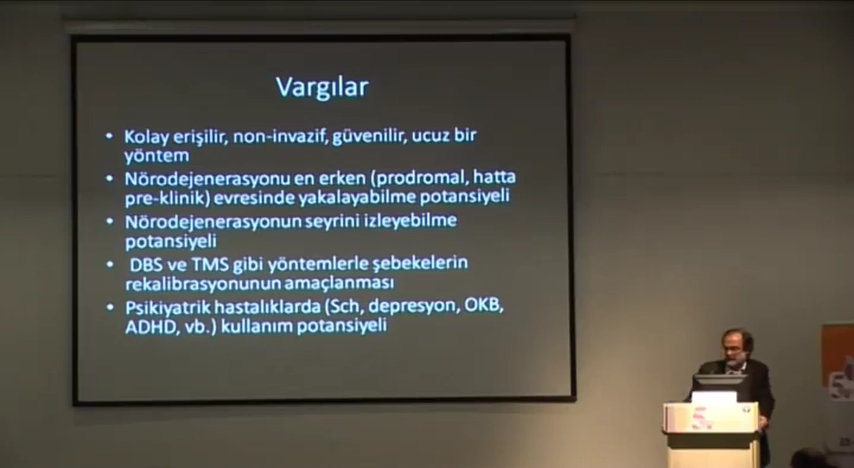 Vargılar
• Kolay erişilir, non-invazif, güvenilir, ucuz bir
yöntem
• Nörodejenerasyonu en erken (prodromal, hatta
pre-klinik) evresinde yakalayabilme potansiyeli
• Nörodejenerasyonun seyrini izleyebilme
potansiyeli
• DBS ve TMS gibi yöntemlerle şebekelerin
rekalibrasyonunun amaçlanması
• Psikiyatrik hastalıklarda (Sch, depresyon, OKB,
ADHD, vb.) kullanım potansiyeli
5.